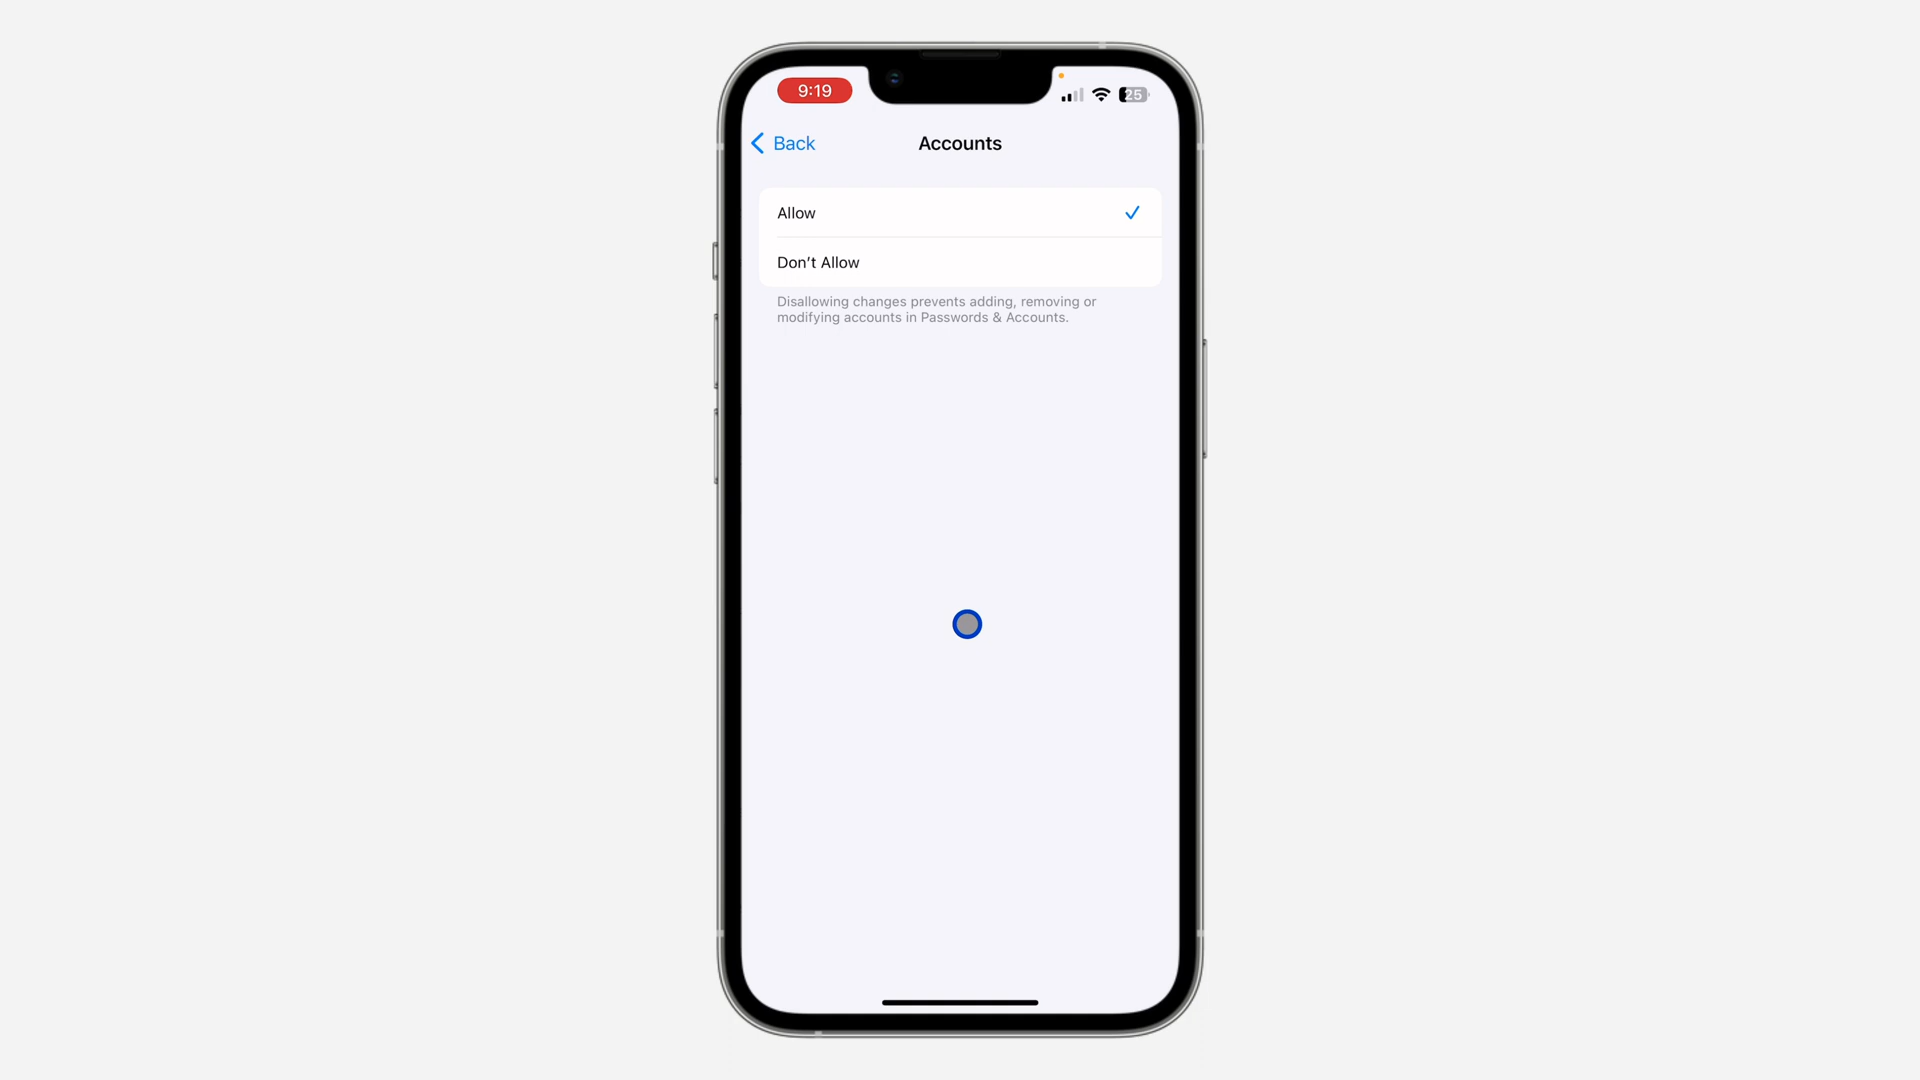 9:19
25
Back
Accounts
Allow
Don’t Allow
Disallowing changes prevents adding, removing or
modifying accounts in Passwords & Accounts.